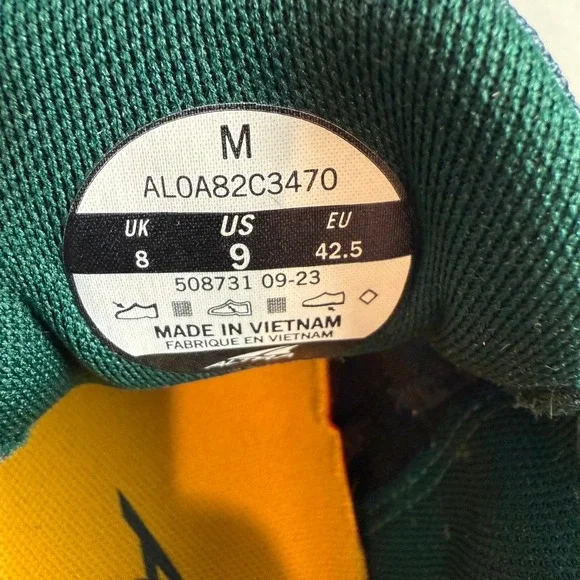 M
AL0A82C3470
UK US EU
8 9 42.5
508731 09-23
MADE IN VIETNAM
FABRIQUE EN VIETNAM